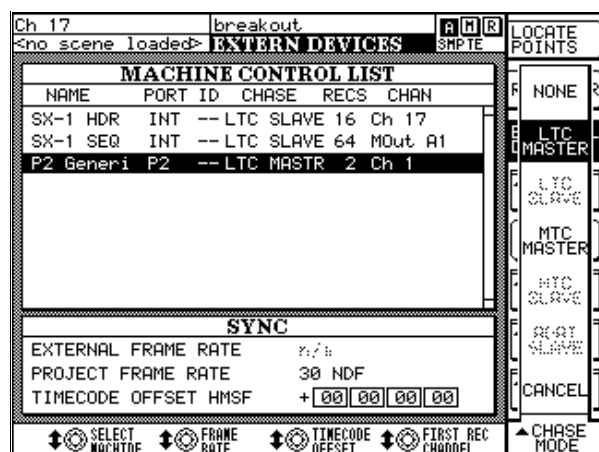 Ch 17 breakout A M R
<no scene loaded> EXTERN DEVICES SMPTE
LOCATE
POINTS
MACHINE CONTROL LIST
NAME PORT ID CHASE RECS CHAN
SX-1 HDR INT -- LTC SLAVE 16 Ch 17
SX-1 SEQ INT -- LTC SLAVE 64 MOut A1
P2 Generi P2 -- LTC MASTR 2 Ch 1
SYNC
EXTERNAL FRAME RATE n/a
PROJECT FRAME RATE 30 NDF
TIMECODE OFFSET HMSF +00 00 00 00
SELECT MACHINE
FRAME RATE
TIMECODE OFFSET
FIRST REC CHANNEL
NONE
LTC
MASTER
LTC
SLAVE
MTC
MASTER
MTC
SLAVE
SLAVE
CANCEL
CHASE
MODE